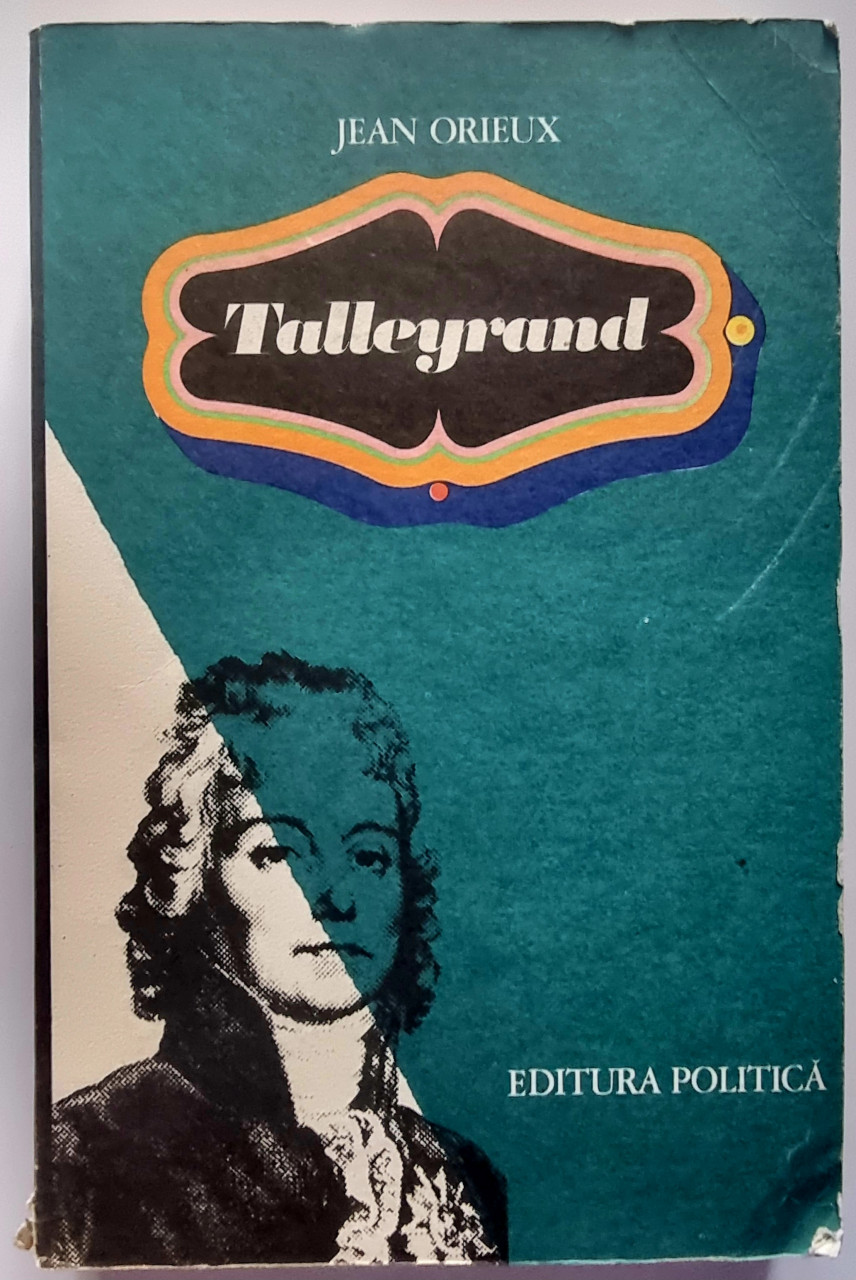 JEAN ORIEUX
Talleyrand
EDITURA POLITICĂ